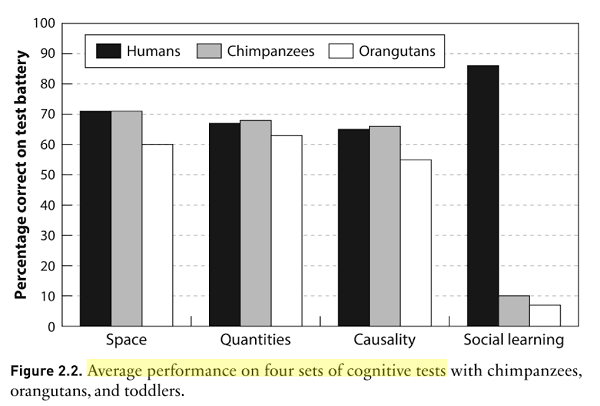 100
90
80
70
60
50
40
30
20
10
0
Percentage correct on test battery
Humans Chimpanzees Orangutans
Space Quantities Causality Social learning
Figure 2.2. Average performance on four sets of cognitive tests with chimpanzees,
orangutans, and toddlers.